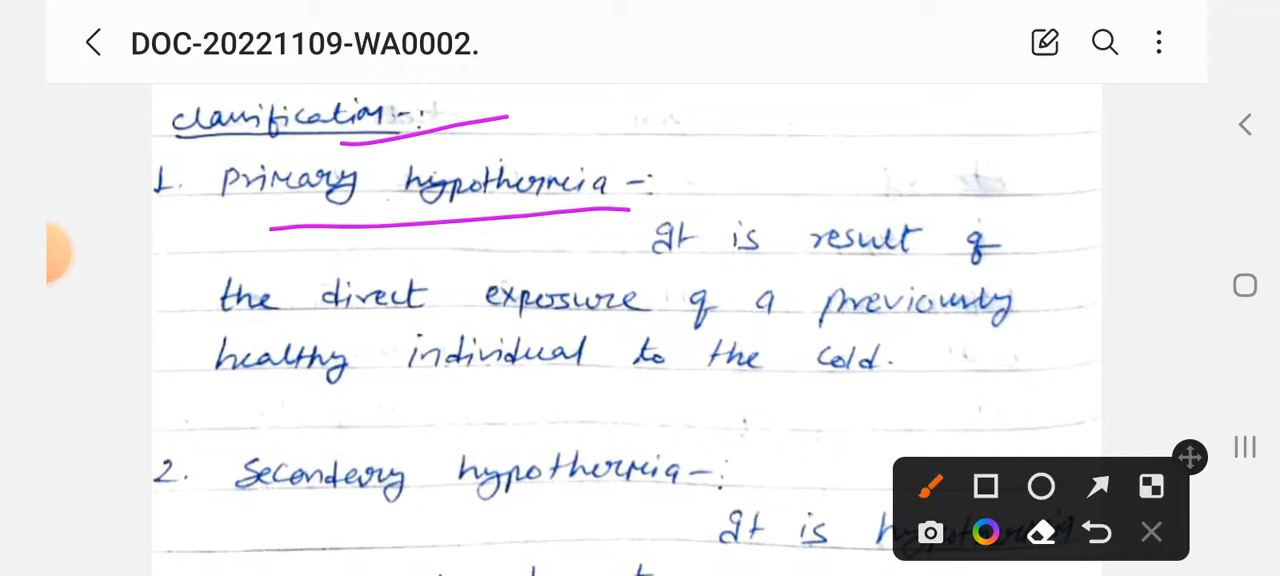 DOC-20221109-WA0002.
Classification-:
1. Primary hypothermia -:
It is result of
the direct exposure of a previously
healthy individual to the cold.
2. Secondery hypothermia-:
It is